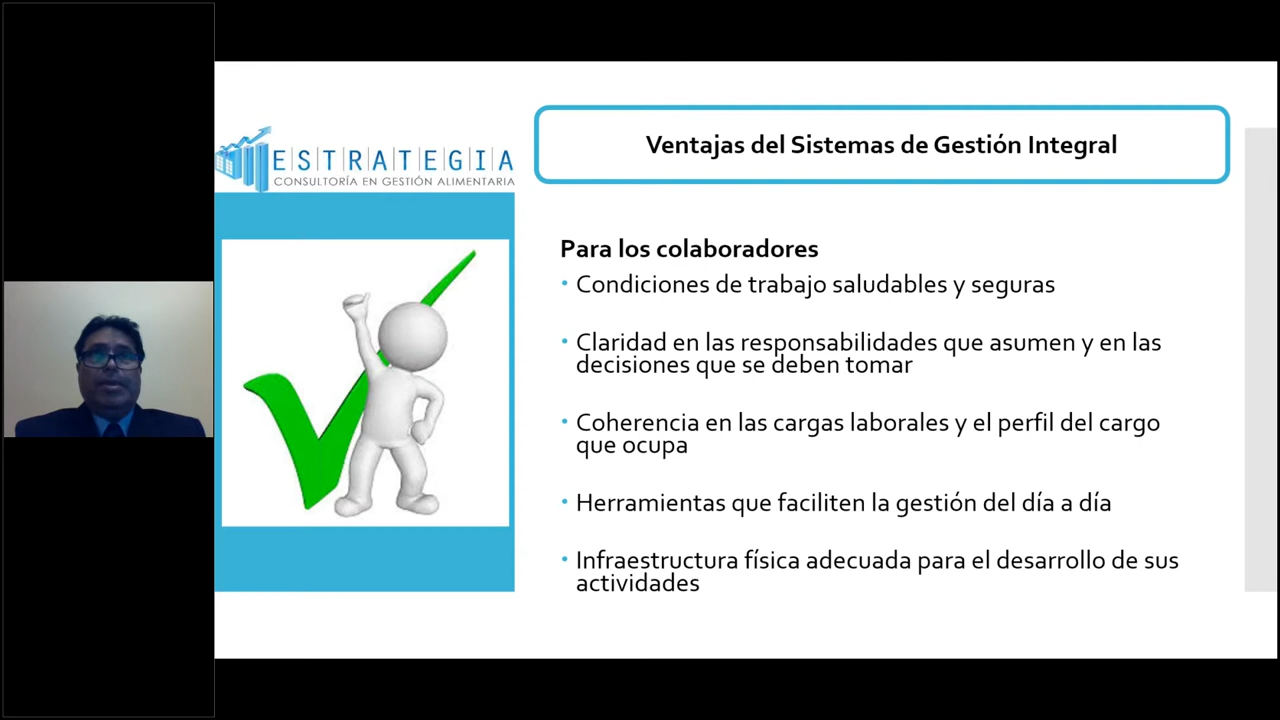 ESTRATEGIA
CONSULTORÍA EN GESTIÓN ALIMENTARIA
Ventajas del Sistemas de Gestión Integral
Para los colaboradores
• Condiciones de trabajo saludables y seguras
• Claridad en las responsabilidades que asumen y en las
decisiones que se deben tomar
• Coherencia en las cargas laborales y el perfil del cargo
que ocupa
• Herramientas que faciliten la gestión del día a día
• Infraestructura física adecuada para el desarrollo de sus
actividades